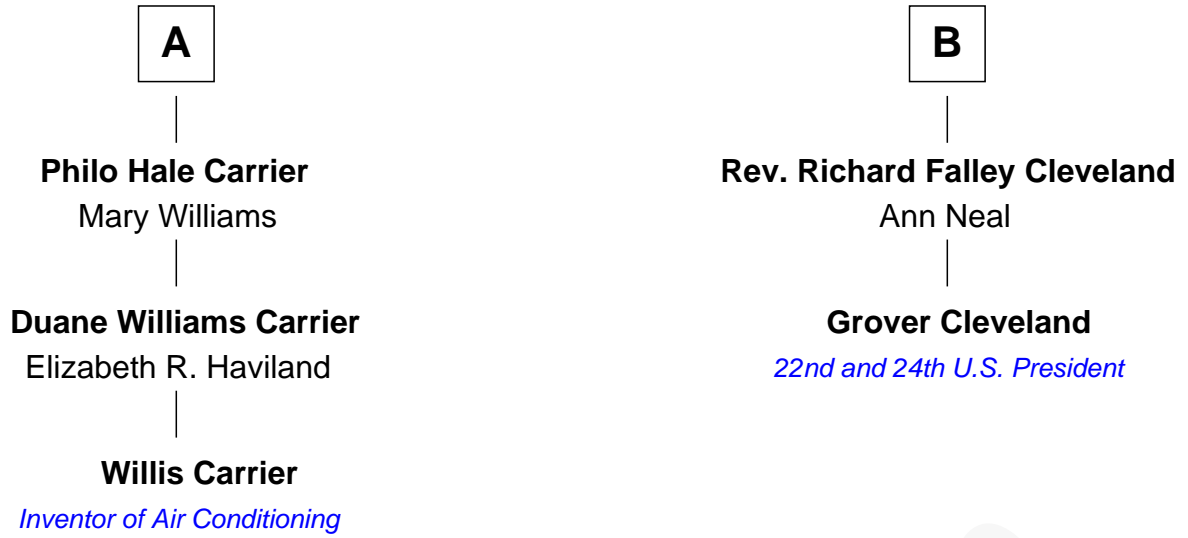 A
B
Philo Hale Carrier
Mary Williams
Rev. Richard Falley Cleveland
Ann Neal
Duane Williams Carrier
Elizabeth R. Haviland
Grover Cleveland
22nd and 24th U.S. President
Willis Carrier
Inventor of Air Conditioning